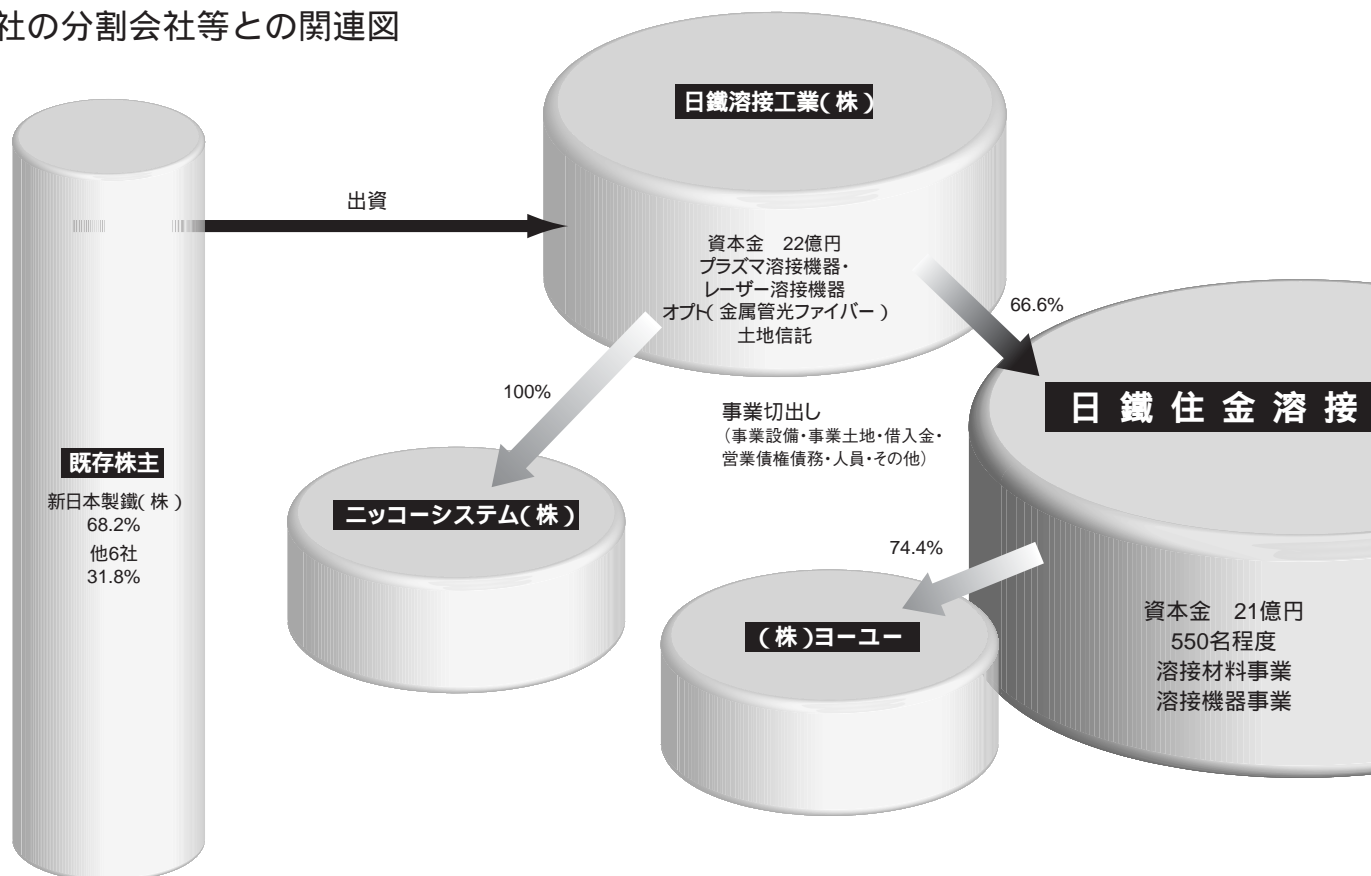 社の分割会社等との関連図
日鐵溶接工業(株)
出資
資本金　22億円
プラズマ溶接機器・
レーザー溶接機器
オプト(金属管光ファイバー)
土地信託
66.6%
100%
事業切出し
(事業設備・事業土地・借入金・
営業債権債務・人員・その他)
日鐵住金溶接
既存株主
新日本製鐵(株)
68.2%
他6社
31.8%
ニッコーシステム(株)
74.4%
(株)ヨーユー
資本金　21億円
550名程度
溶接材料事業
溶接機器事業